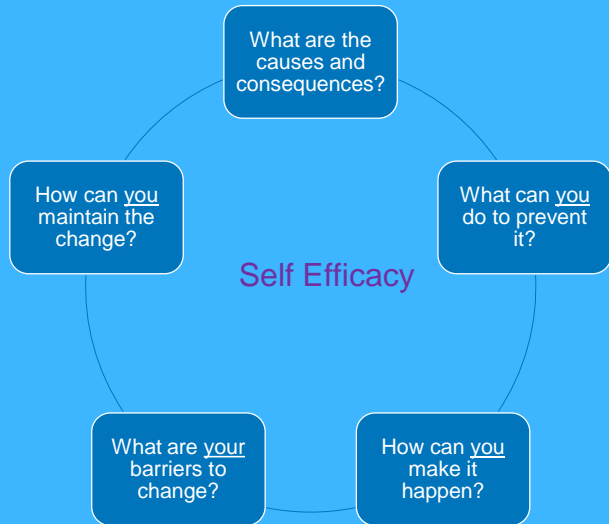 What are the
causes and
consequences?
What can you
do to prevent
it?
How can you
make it
happen?
What are your
barriers to
change?
How can you
maintain the
change?
Self Efficacy